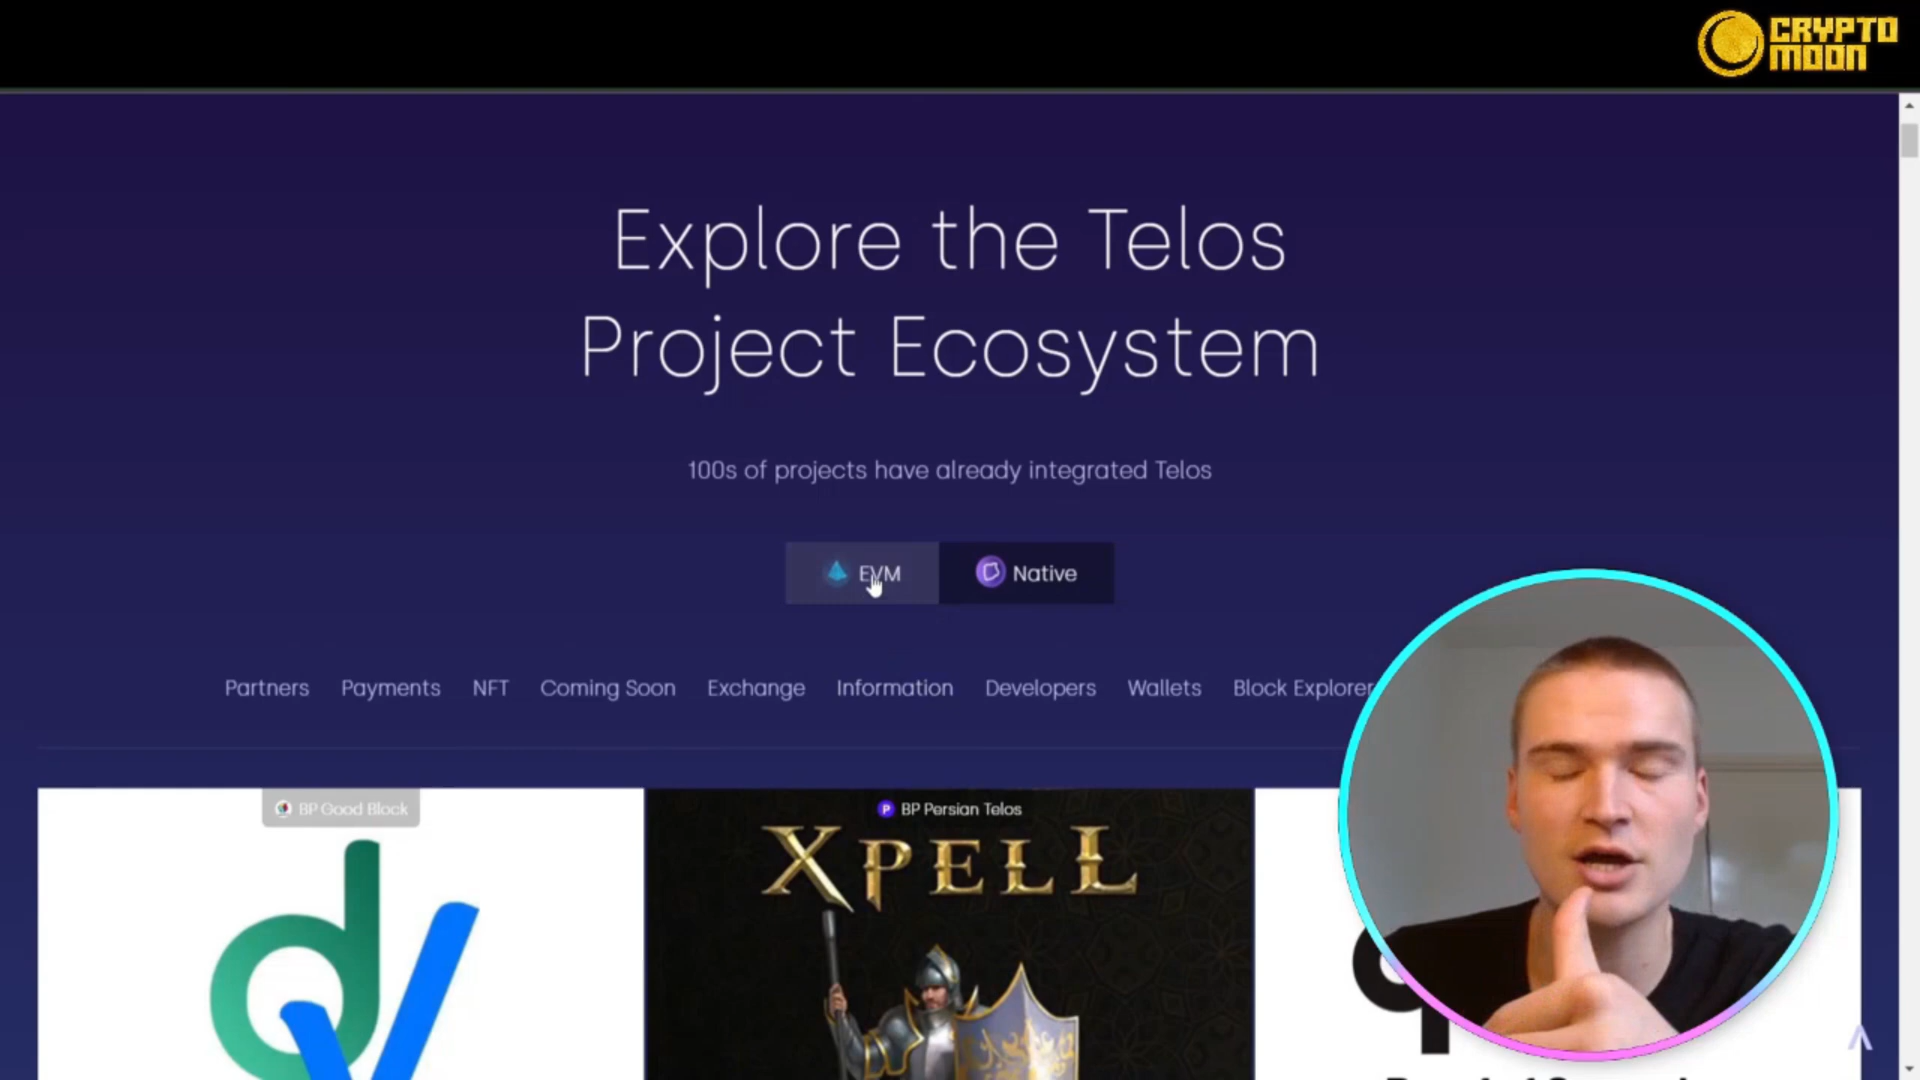 CRYPTO
MOON
Explore the Telos
Project Ecosystem
100s of projects have already integrated Telos
EVM
Native
Partners
Payments
NFT
Coming Soon
Exchange
Information
Developers
Wallets
Block Explorer
BP Good Block
BP Persian Telos
XPELL